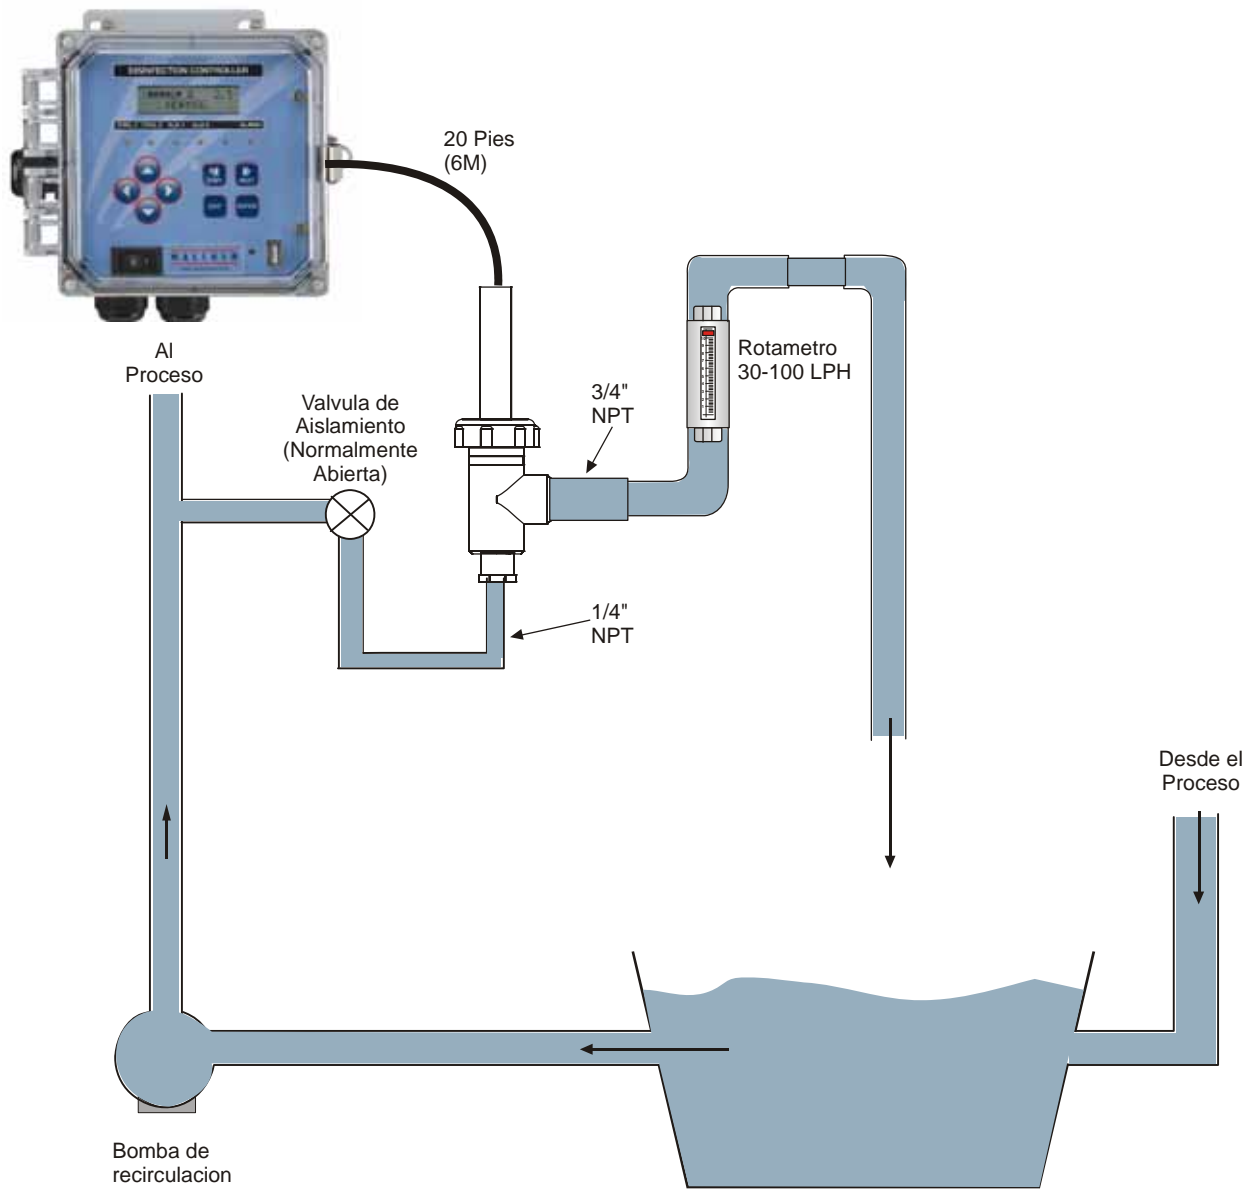 DISINFECTION CONTROLLER
20 Pies
(6M)
Al
Proceso
Valvula de
Aislamiento
(Normalmente
Abierta)
3/4"
NPT
Rotametro
30-100 LPH
1/4"
NPT
Desde el
Proceso
Bomba de
recirculacion